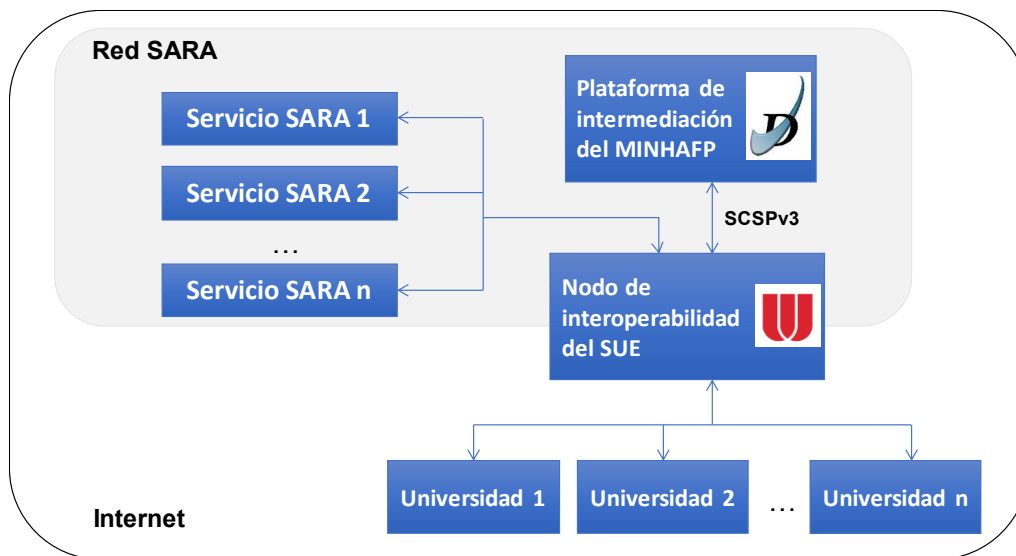 Red SARA
Servicio SARA 1
Servicio SARA 2
...
Servicio SARA n
Plataforma de
intermediación
del MINHAFP
SCSPv3
Nodo de
interoperabilidad
del SUE
Universidad 1
Universidad 2
...
Universidad n
Internet